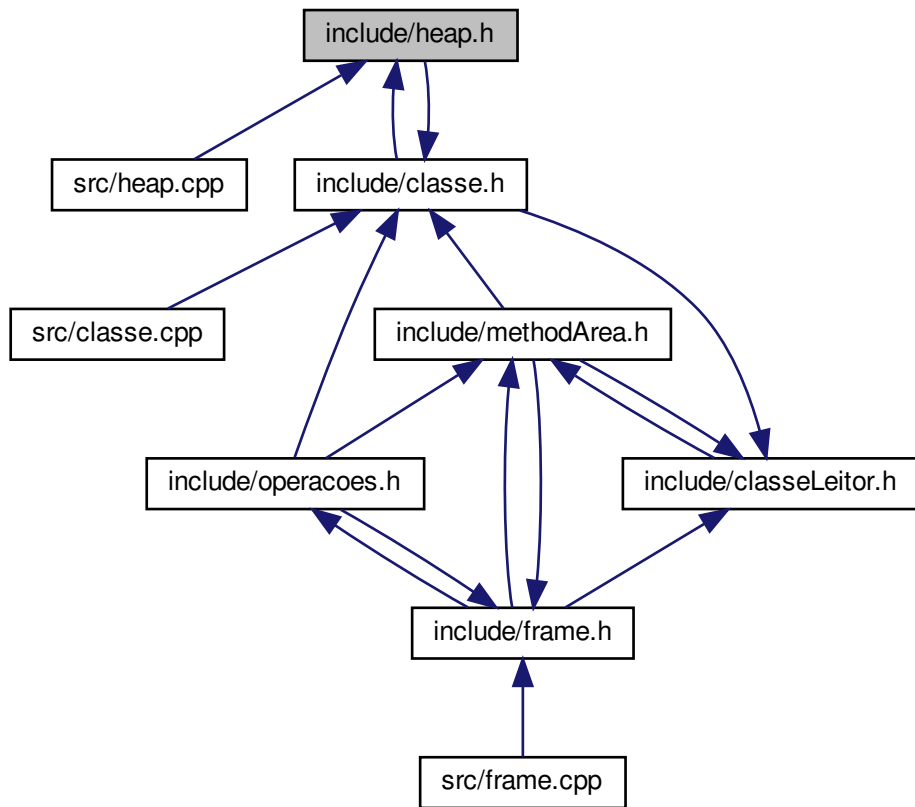 include/heap.h
src/heap.cpp
include/classe.h
src/classe.cpp
include/methodArea.h
include/operacoes.h
include/classeLeitor.h
include/frame.h
src/frame.cpp